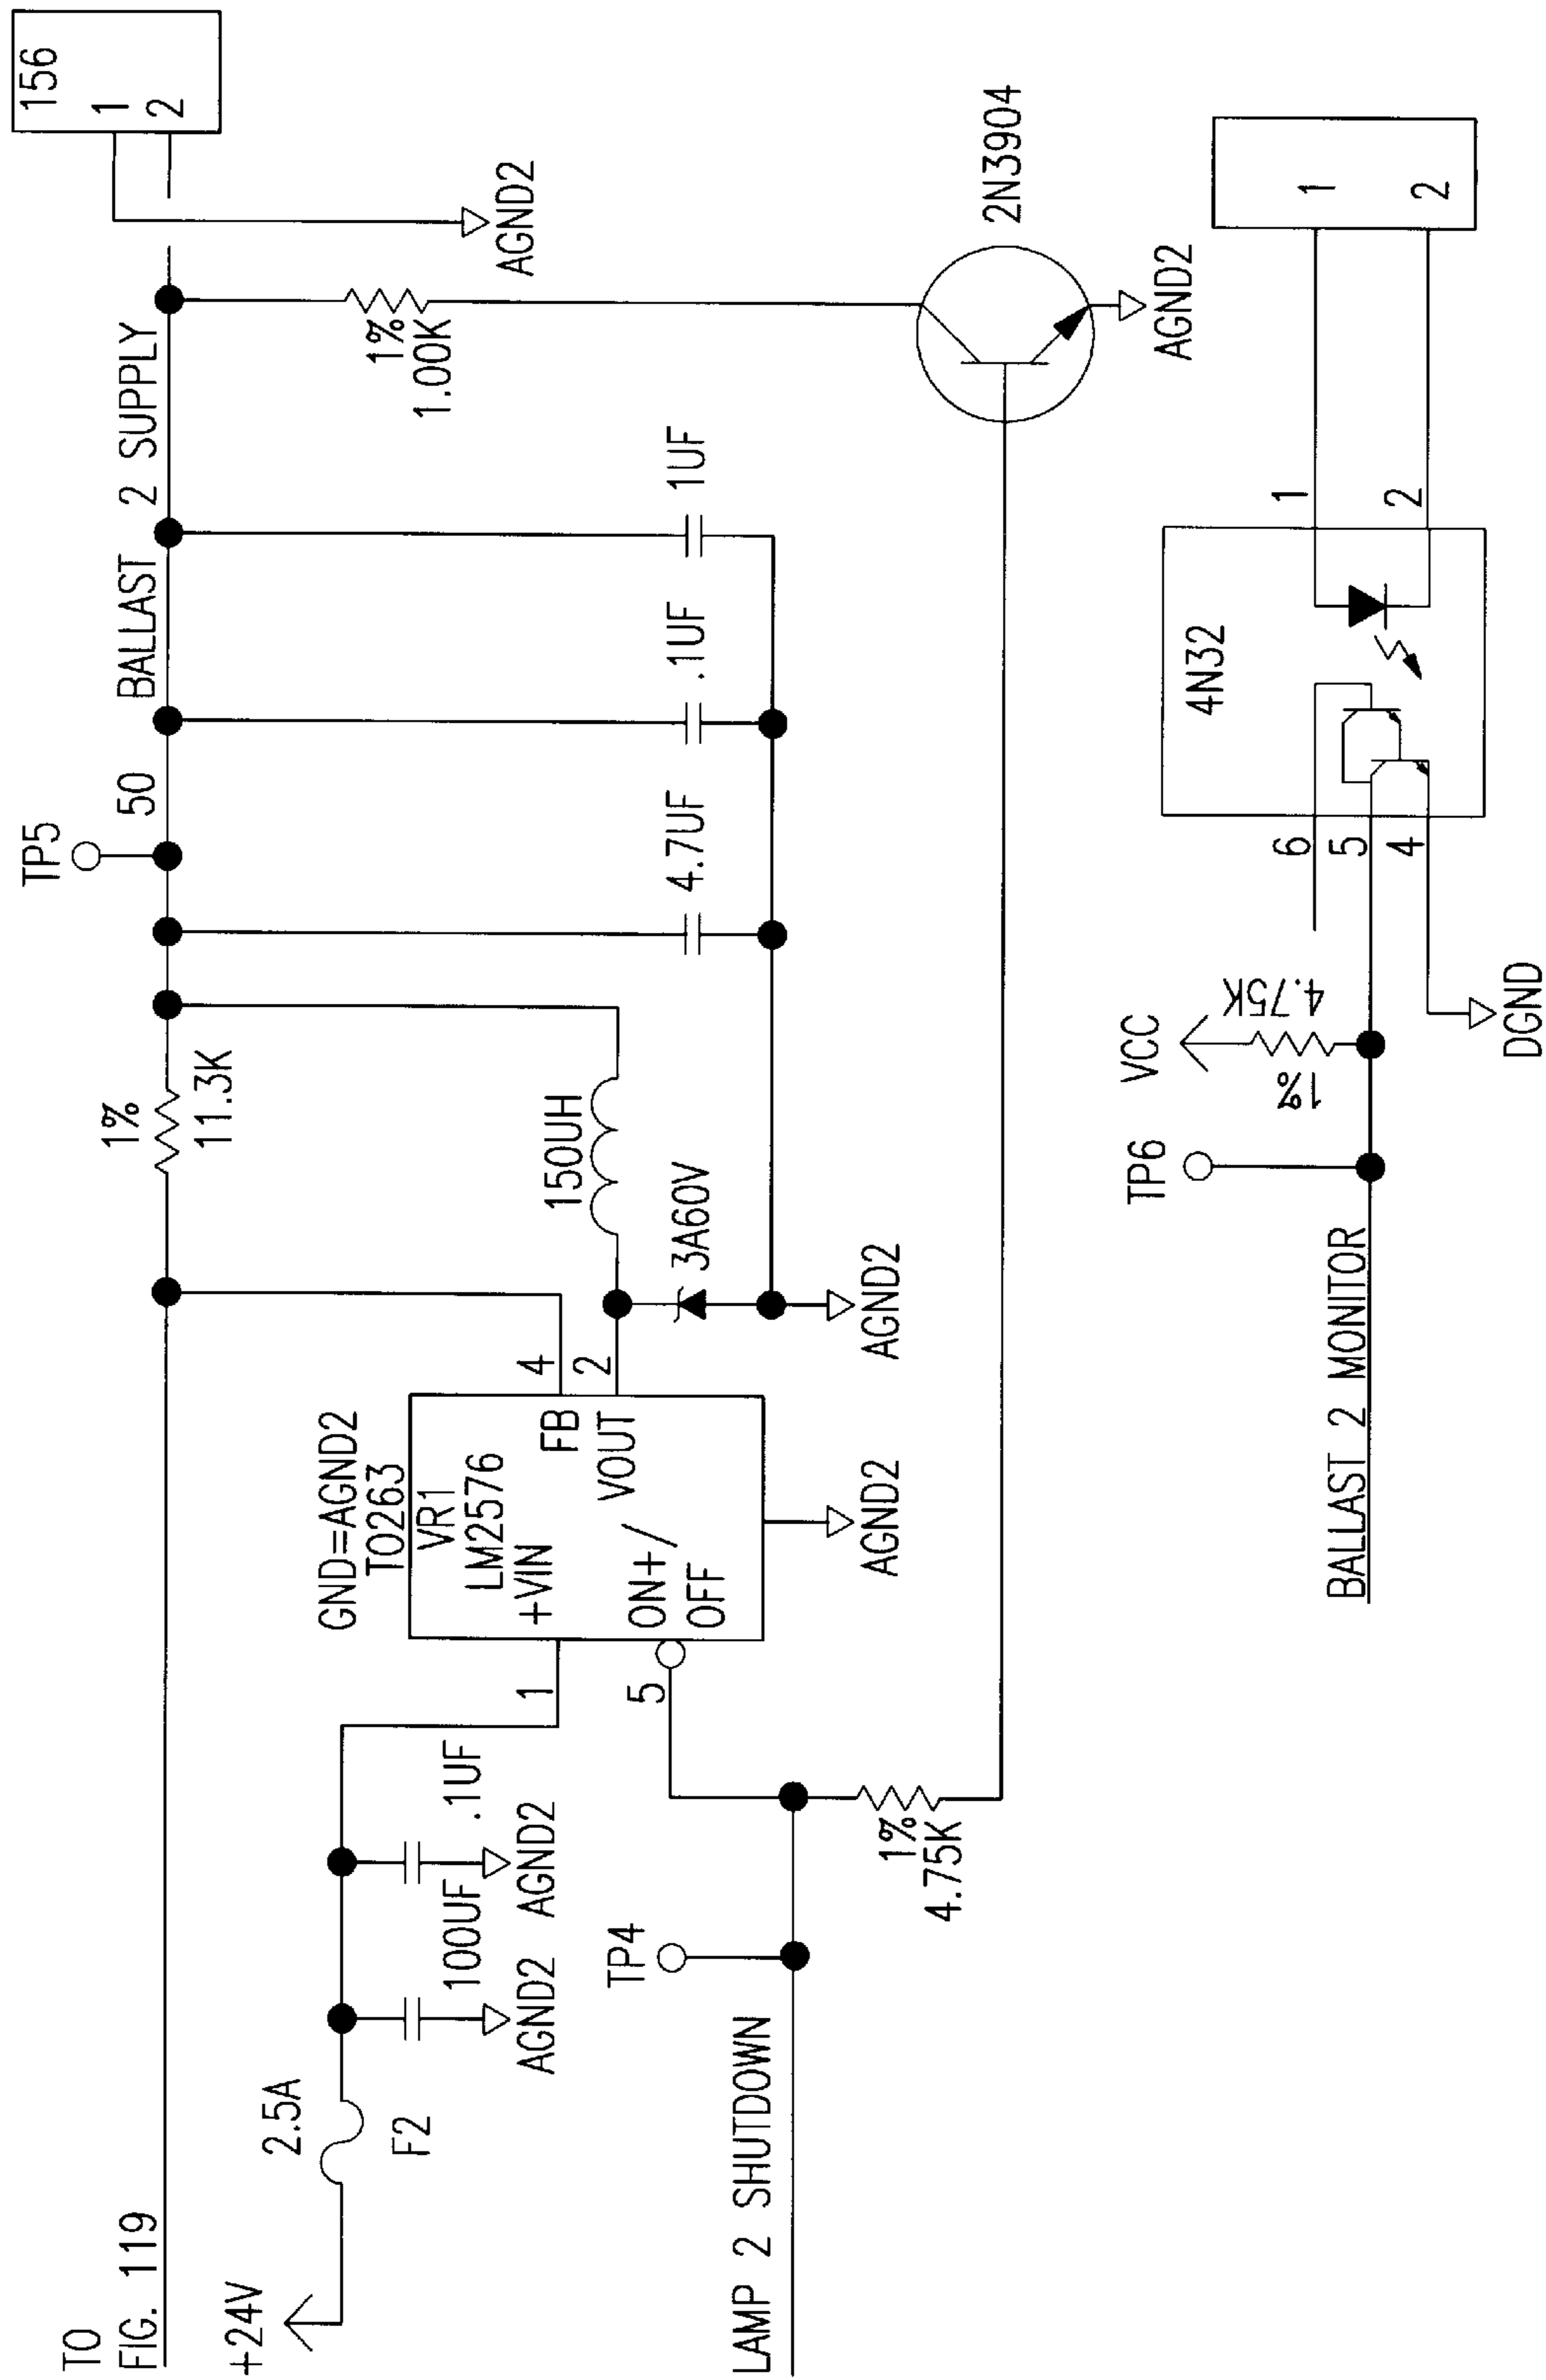 TO
FIG. 119
+24V
2.5A
F2
100UF
AGND2
.1UF
AGND2
LAMP 2 SHUTDOWN
TP4
1%
4.75K
GND=AGND2
TO263
VR1
LM2576
+VIN
FB
VOUT
ON+/
OFF
1
5
4
2
AGND2
1%
11.3K
150UH
3A60V
AGND2
TP5
50
BALLAST 2 SUPPLY
4.7UF
.1UF
.1UF
1%
1.00K
156
1
2
AGND2
2N3904
AGND2
BALLAST 2 MONITOR
TP6
VCC
1%
4.75K
DGND
6
5
4
4N32
1
2
1
2